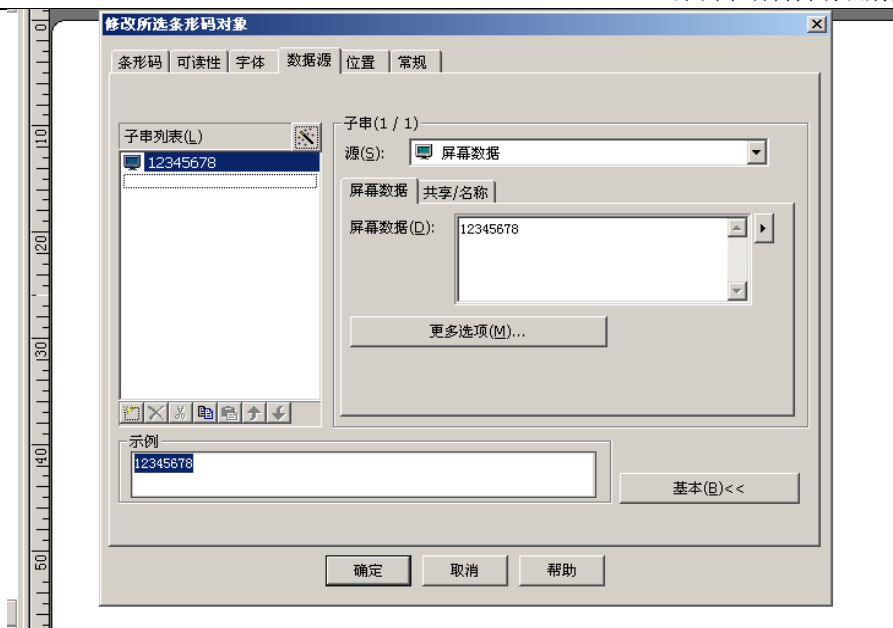 修改所选条形码对象
条形码 可读性 字体 数据源 位置 常规
子串列表(L)
12345678
子串(1 / 1)
源(S): 屏幕数据
屏幕数据 共享/名称
屏幕数据(D): 12345678
更多选项(M)...
示例
12345678
基本(B)<<
确定 取消 帮助
0
10
20
30
40
50